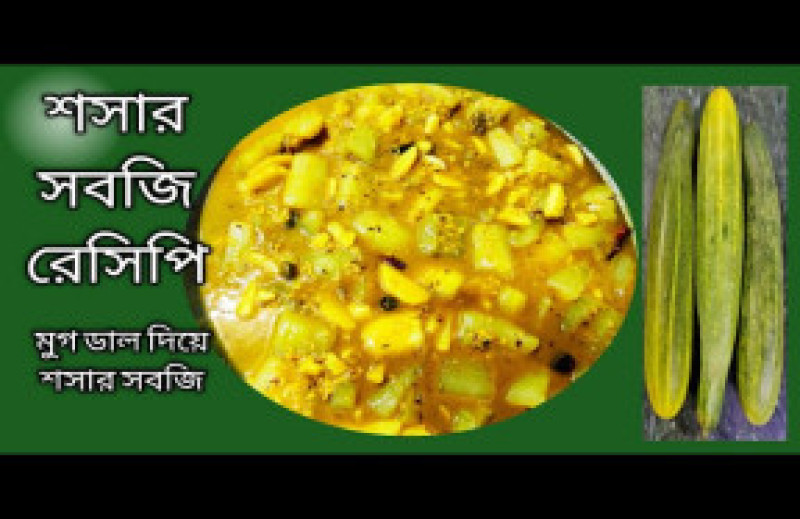 শসার
সবজি
রেসিপি
মুগ ডাল দিয়ে
শসার সবজি